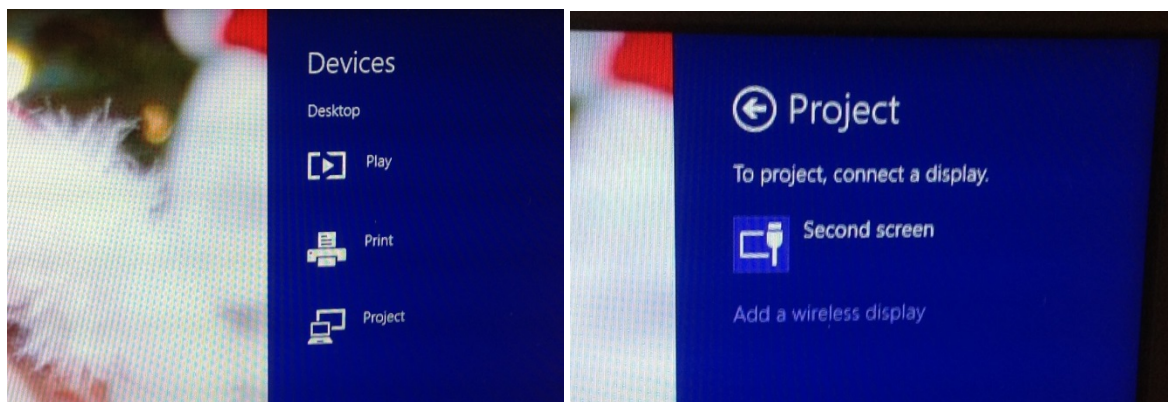 Devices
Desktop
Play
Print
Project
Project
To project, connect a display.
Second screen
Add a wireless display